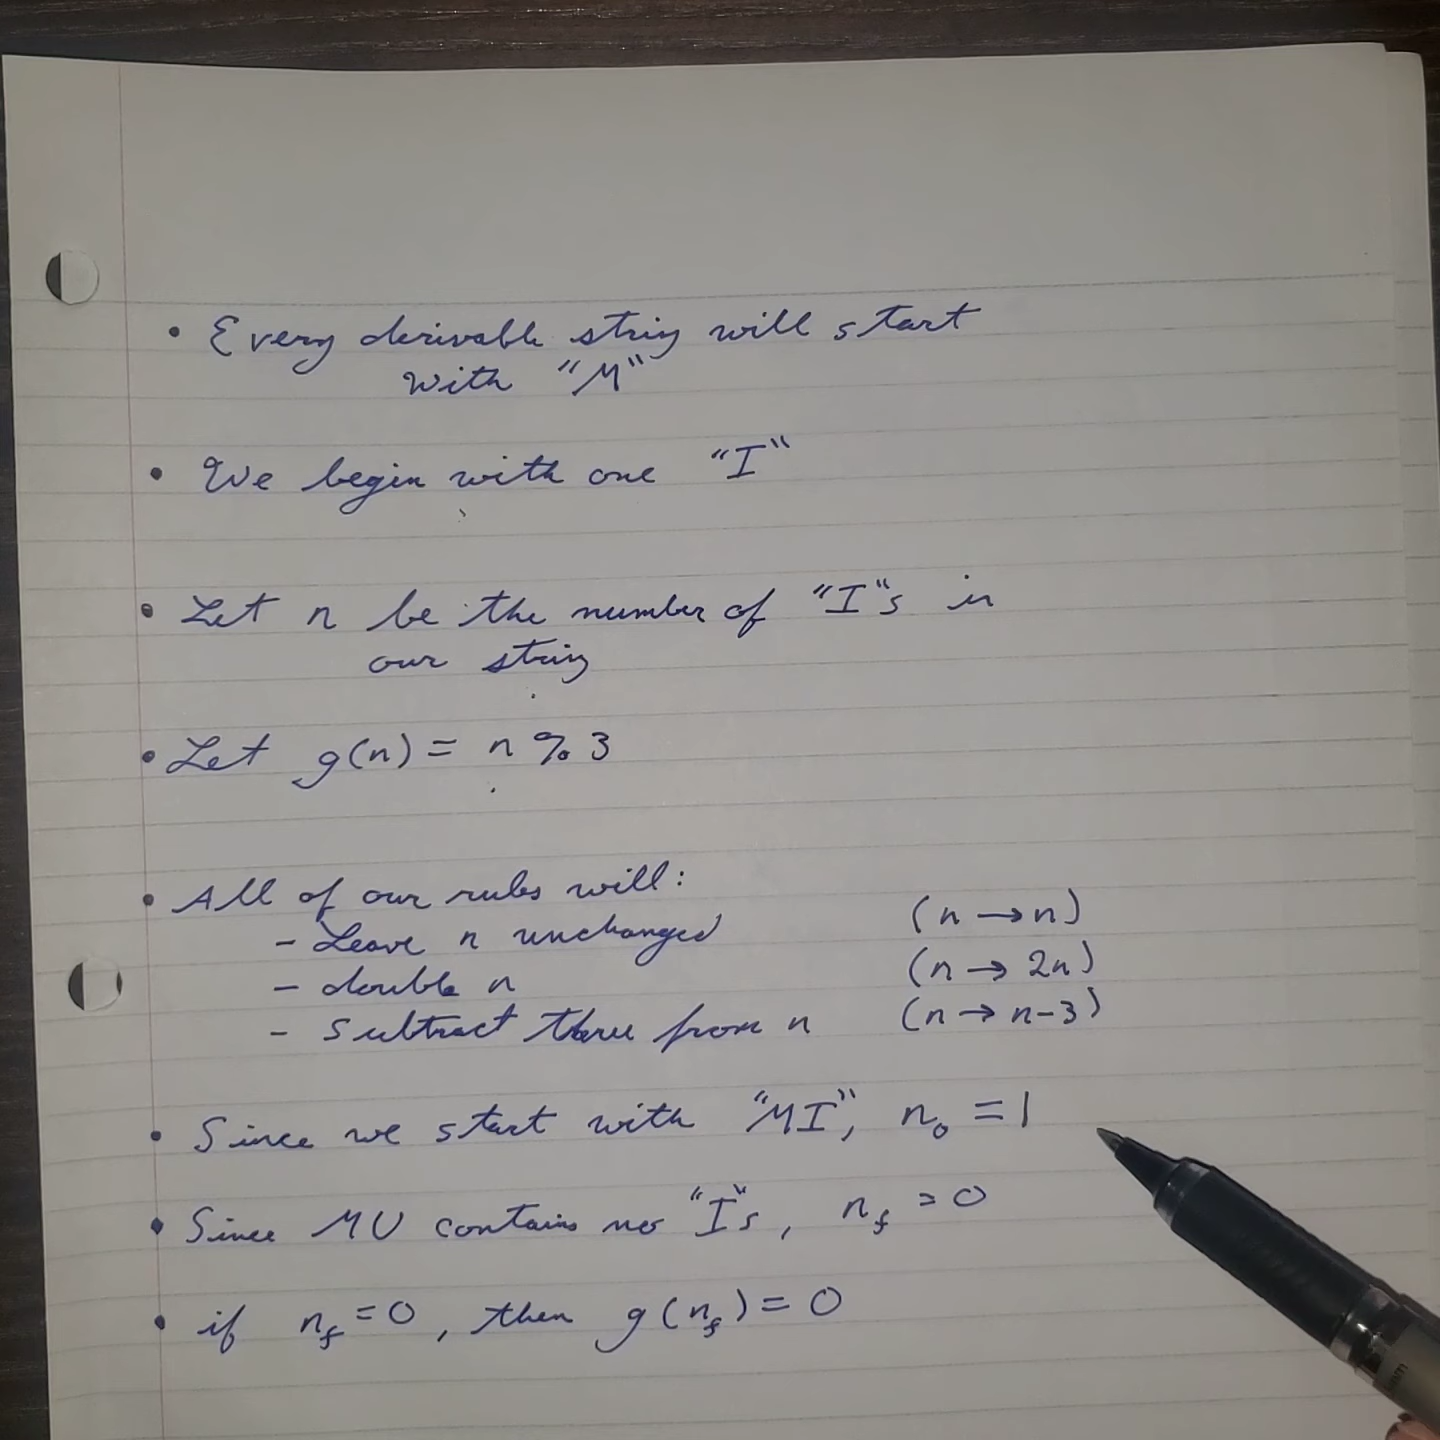 • Every derivable string will start
with "M"
• We begin with one "I"
• Let n be the number of "I"s in
our string
• Let g(n) = n % 3
• All of our rules will:
- Leave n unchanged (n → n)
- double n (n → 2n)
- Subtract three from n (n → n-3)
• Since we start with "MI", n₀ = 1
• Since MU contains no "I"s, n_f = 0
• if n_f = 0, then g(n_f) = 0